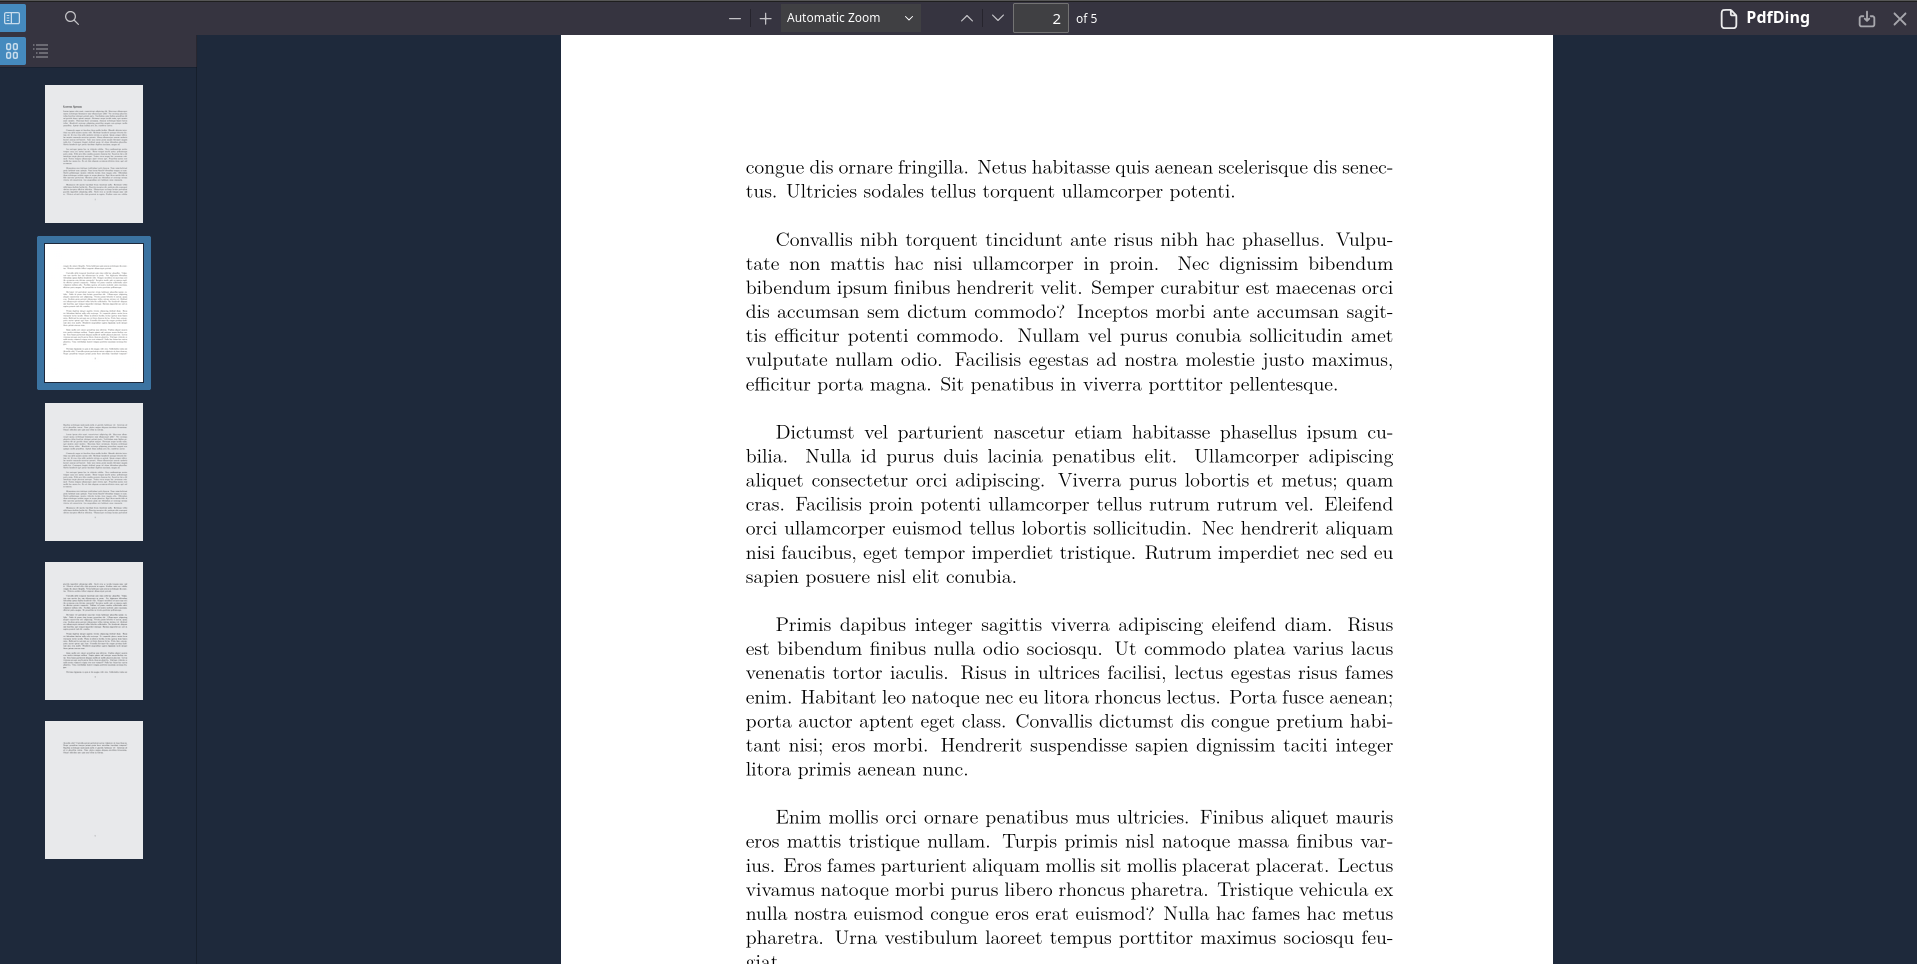 Automatic Zoom
2 of 5
PdfDing
congue dis ornare fringilla. Netus habitasse quis aenean scelerisque dis senec-
tus. Ultricies sodales tellus torquent ullamcorper potenti.
Convallis nibh torquent tincidunt ante risus nibh hac phasellus. Vulpu-
tate non mattis hac nisi ullamcorper in proin. Nec dignissim bibendum
bibendum ipsum finibus hendrerit velit. Semper curabitur est maecenas orci
dis accumsan sem dictum commodo? Inceptos morbi ante accumsan sagit-
tis efficitur potenti commodo. Nullam vel purus conubia sollicitudin amet
vulputate nullam odio. Facilisis egestas ad nostra molestie justo maximus,
efficitur porta magna. Sit penatibus in viverra porttitor pellentesque.
Dictumst vel parturient nascetur etiam habitasse phasellus ipsum cu-
bilia. Nulla id purus duis lacinia penatibus elit. Ullamcorper adipiscing
aliquet consectetur orci adipiscing. Viverra purus lobortis et metus; quam
cras. Facilisis proin potenti ullamcorper tellus rutrum rutrum vel. Eleifend
orci ullamcorper euismod tellus lobortis sollicitudin. Nec hendrerit aliquam
nisi faucibus, eget tempor imperdiet tristique. Rutrum imperdiet nec sed eu
sapien posuere nisl elit conubia.
Primis dapibus integer sagittis viverra adipiscing eleifend diam. Risus
est bibendum finibus nulla odio sociosqu. Ut commodo platea varius lacus
venenatis tortor iaculis. Risus in ultrices facilisi, lectus egestas risus fames
enim. Habitant leo natoque nec eu litora rhoncus lectus. Porta fusce aenean;
porta auctor aptent eget class. Convallis dictumst dis congue pretium habi-
tant nisi; eros morbi. Hendrerit suspendisse sapien dignissim taciti integer
litora primis aenean nunc.
Enim mollis orci ornare penatibus mus ultricies. Finibus aliquet mauris
eros mattis tristique nullam. Turpis primis nisl natoque massa finibus var-
ius. Eros fames parturient aliquam mollis sit mollis placerat placerat. Lectus
vivamus natoque morbi purus libero rhoncus pharetra. Tristique vehicula ex
nulla nostra euismod congue eros erat euismod? Nulla hac fames hac metus
pharetra. Urna vestibulum laoreet tempus porttitor maximus sociosqu feu-
giat.